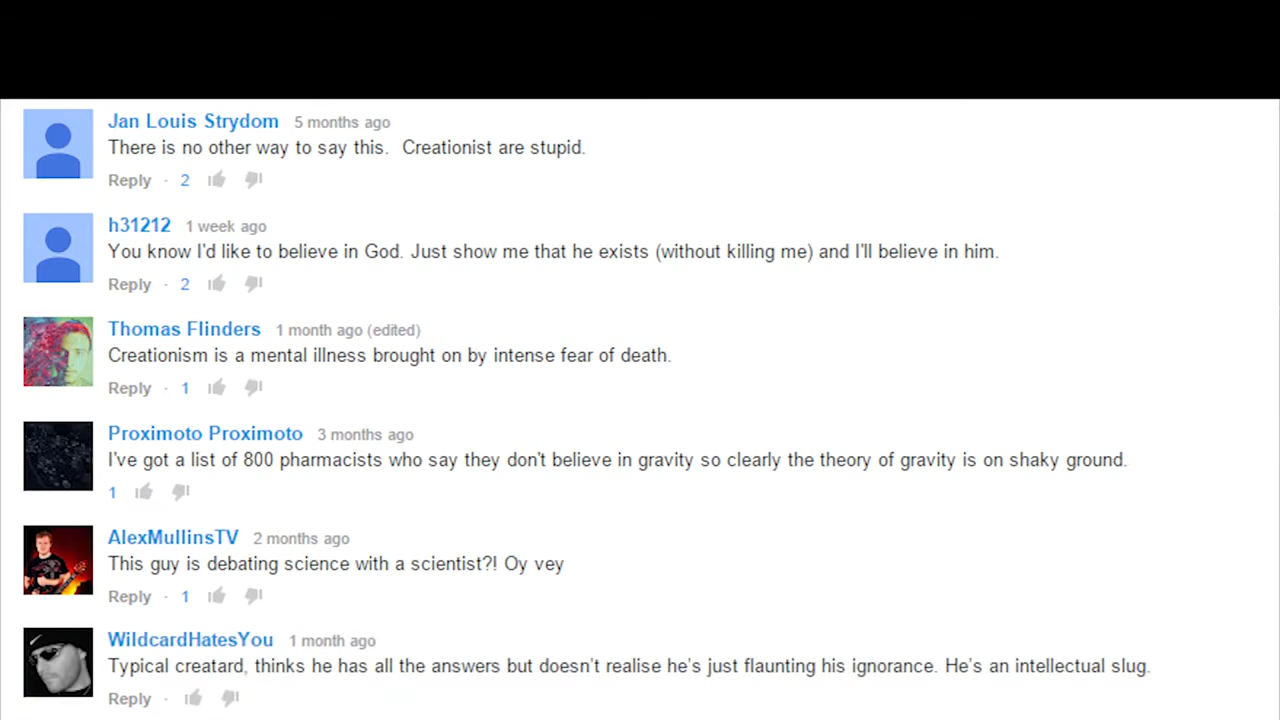 Jan Louis Strydom 5 months ago
There is no other way to say this.  Creationist are stupid.
Reply · 2
h31212 1 week ago
You know I'd like to believe in God. Just show me that he exists (without killing me) and I'll believe in him.
Reply · 2
Thomas Flinders 1 month ago (edited)
Creationism is a mental illness brought on by intense fear of death.
Reply · 1
Proximoto Proximoto 3 months ago
I've got a list of 800 pharmacists who say they don't believe in gravity so clearly the theory of gravity is on shaky ground.
1
AlexMullinsTV 2 months ago
This guy is debating science with a scientist?! Oy vey
Reply · 1
WildcardHatesYou 1 month ago
Typical creatard, thinks he has all the answers but doesn't realise he's just flaunting his ignorance. He's an intellectual slug.
Reply ·